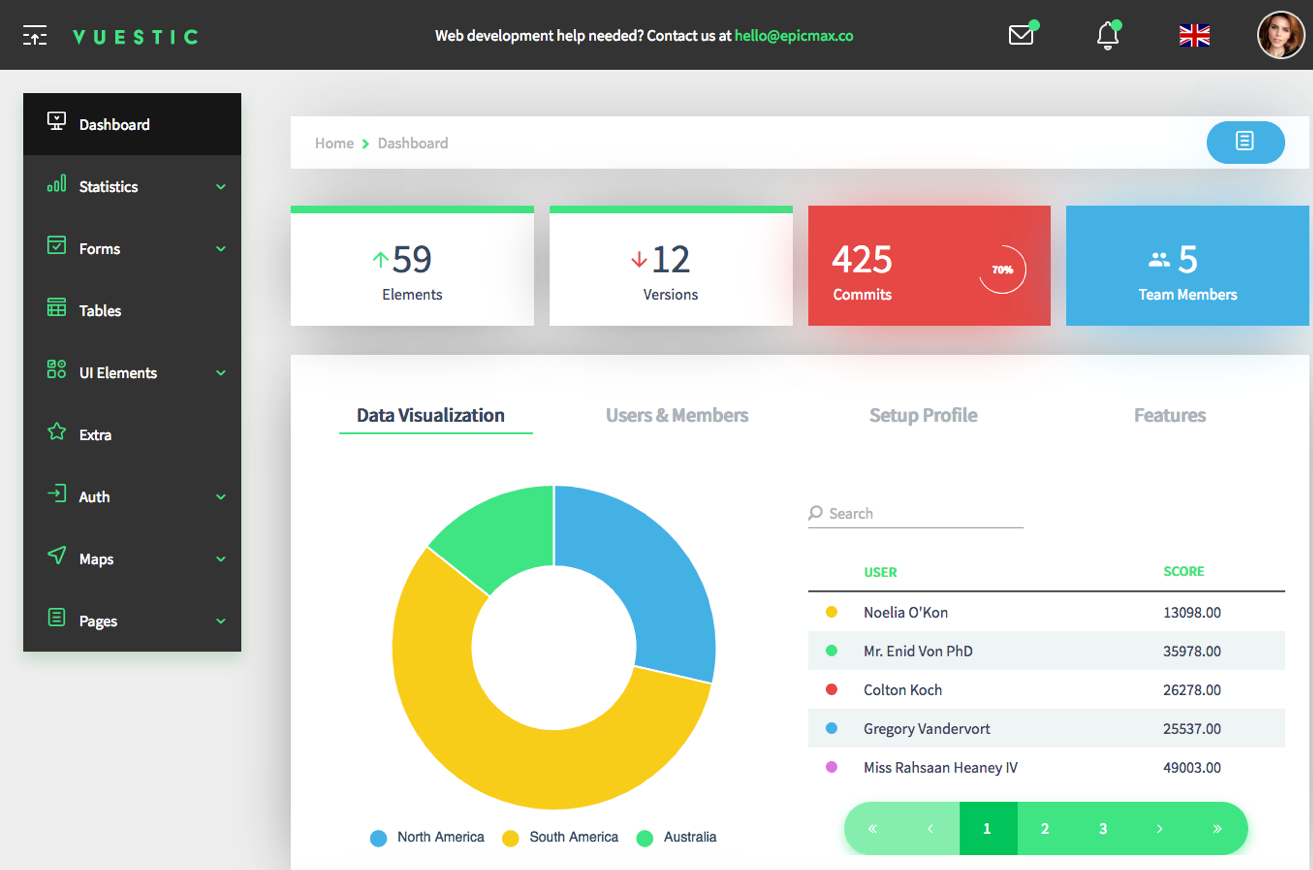 VUESTIC
Web development help needed? Contact us at hello@epicmax.co
Dashboard
Statistics
Forms
Tables
UI Elements
Extra
Auth
Maps
Pages
Home > Dashboard
59
Elements
12
Versions
425
Commits
70%
5
Team Members
Data Visualization
Users & Members
Setup Profile
Features
North America
South America
Australia
Search
USER SCORE
Noelia O'Kon 13098.00
Mr. Enid Von PhD 35978.00
Colton Koch 26278.00
Gregory Vandervort 25537.00
Miss Rahsaan Heaney IV 49003.00
« ‹ 1 2 3 › »